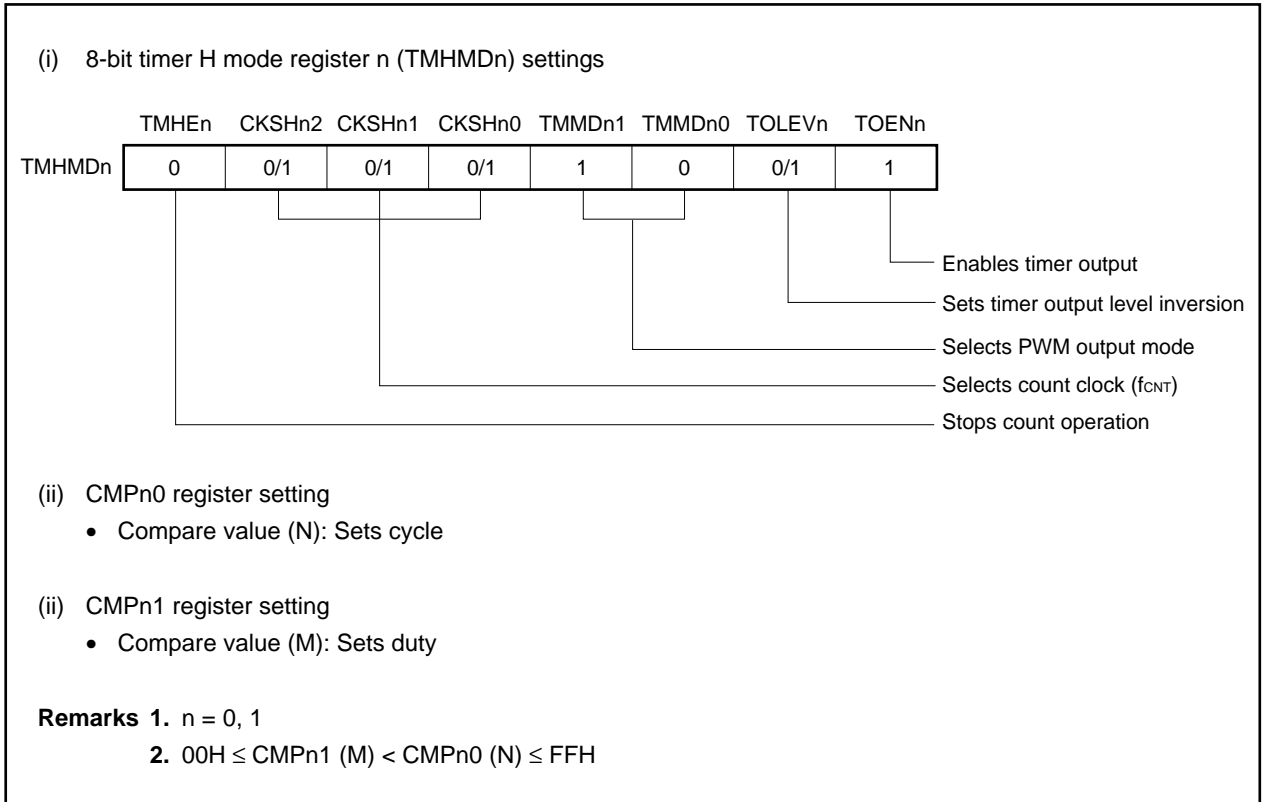 (i) 8-bit timer H mode register n (TMHMDn) settings
TMHEn CKSHn2 CKSHn1 CKSHn0 TMMDn1 TMMDn0 TOLEVn TOENn
TMHMDn 0 0/1 0/1 0/1 1 0 0/1 1
Enables timer output
Sets timer output level inversion
Selects PWM output mode
Selects count clock (fCNT)
Stops count operation
(ii) CMPn0 register setting
• Compare value (N): Sets cycle
(ii) CMPn1 register setting
• Compare value (M): Sets duty
Remarks 1. n = 0, 1
2. 00H ≤ CMPn1 (M) < CMPn0 (N) ≤ FFH